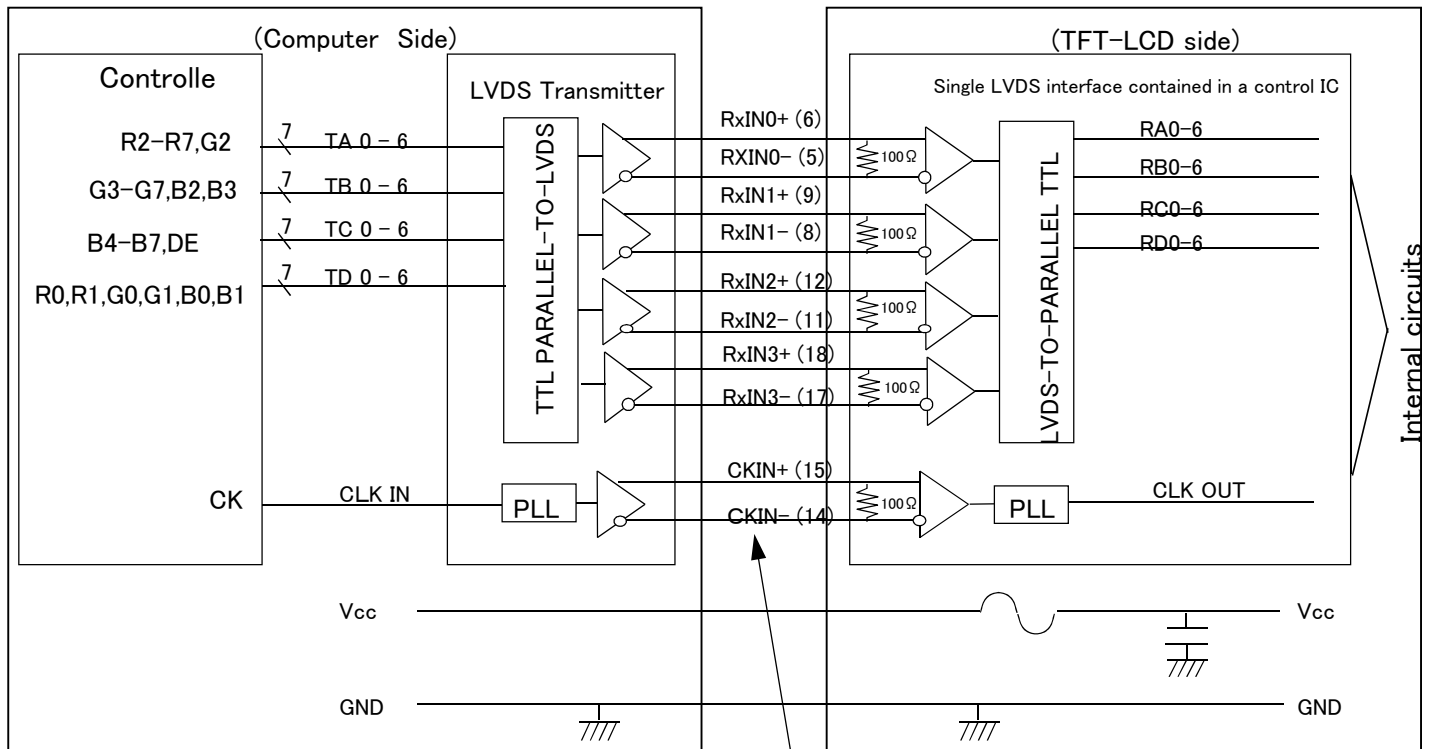 (Computer Side)
(TFT-LCD side)
Controlle
LVDS Transmitter
Single LVDS interface contained in a control IC
R2-R7,G2
7
TA 0 - 6
G3-G7,B2,B3
7
TB 0 - 6
B4-B7,DE
7
TC 0 - 6
R0,R1,G0,G1,B0,B1
7
TD 0 - 6
TTL PARALLEL-TO-LVDS
RxIN0+ (6)
RXIN0- (5)
RxIN1+ (9)
RxIN1- (8)
RxIN2+ (12)
RxIN2- (11)
RxIN3+ (18)
RxIN3- (17)
100Ω
100Ω
100Ω
100Ω
LVDS-TO-PARALLEL TTL
RA0-6
RB0-6
RC0-6
RD0-6
Internal circuits
CK
CLK IN
PLL
CKIN+ (15)
CKIN- (14)
100Ω
PLL
CLK OUT
Vcc
Vcc
GND
GND